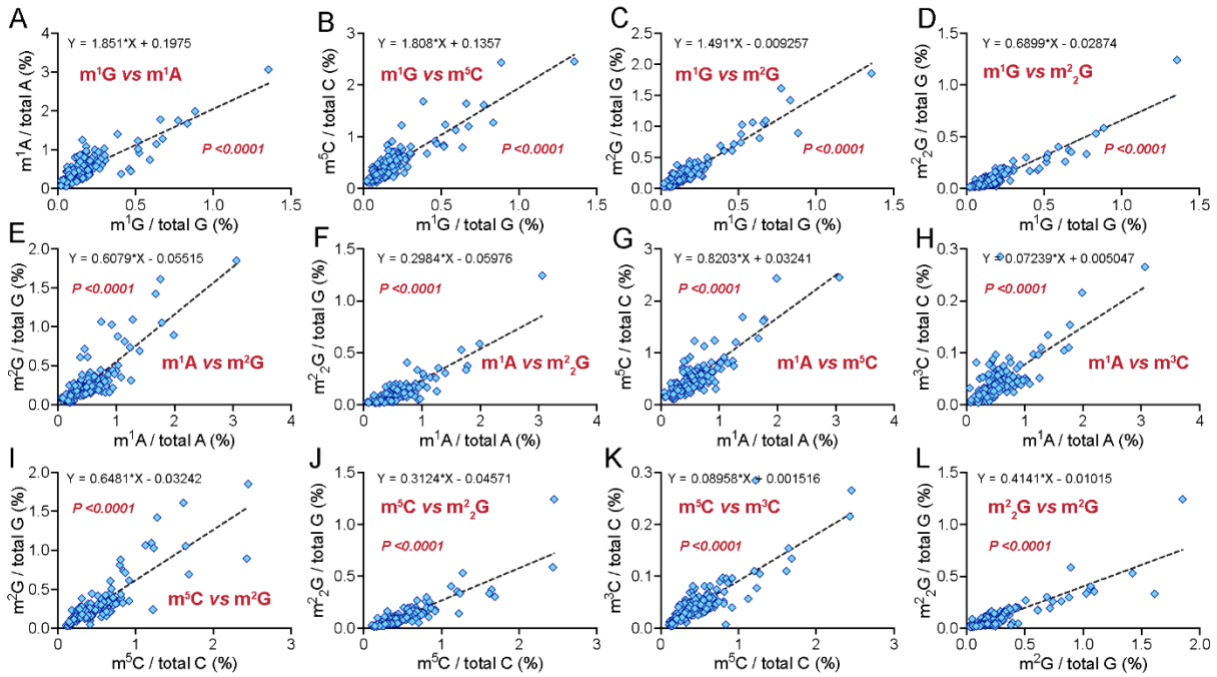 A
Y = 1.851*X + 0.1975
m¹G vs m¹A
P <0.0001
m¹A / total A (%)
4
3
2
1
0
0.0 0.5 1.0 1.5
m¹G / total G (%)
B
Y = 1.808*X + 0.1357
m¹G vs m⁵C
P <0.0001
m⁵C / total C (%)
3
2
1
0
0.0 0.5 1.0 1.5
m¹G / total G (%)
C
Y = 1.491*X − 0.009257
m¹G vs m²G
P <0.0001
m²G / total G (%)
2.5
2.0
1.5
1.0
0.5
0.0
0.0 0.5 1.0 1.5
m¹G / total G (%)
D
Y = 0.6899*X − 0.02874
m¹G vs m²₂G
P <0.0001
m²₂G / total G (%)
1.5
1.0
0.5
0.0
0.0 0.5 1.0 1.5
m¹G / total G (%)
E
Y = 0.6079*X − 0.05515
P <0.0001
m¹A vs m²G
m²G / total G (%)
2.0
1.5
1.0
0.5
0.0
0 1 2 3 4
m¹A / total A (%)
F
Y = 0.2984*X − 0.05976
P <0.0001
m¹A vs m²₂G
m²₂G / total G (%)
1.5
1.0
0.5
0.0
0 1 2 3 4
m¹A / total A (%)
G
Y = 0.8203*X + 0.03241
P <0.0001
m¹A vs m⁵C
m⁵C / total C (%)
3
2
1
0
0 1 2 3 4
m¹A / total A (%)
H
Y = 0.07239*X + 0.005047
P <0.0001
m¹A vs m³C
m³C / total C (%)
0.3
0.2
0.1
0.0
0 1 2 3 4
m¹A / total A (%)
I
Y = 0.6481*X − 0.03242
P <0.0001
m⁵C vs m²G
m²G / total G (%)
2.0
1.5
1.0
0.5
0.0
0 1 2 3
m⁵C / total C (%)
J
Y = 0.3124*X − 0.04571
m⁵C vs m²₂G
P <0.0001
m²₂G / total G (%)
1.5
1.0
0.5
0.0
0 1 2 3
m⁵C / total C (%)
K
Y = 0.08958*X + 0.001516
m⁵C vs m³C
P <0.0001
m³C / total C (%)
0.3
0.2
0.1
0.0
0 1 2 3
m⁵C / total C (%)
L
Y = 0.4141*X − 0.01015
m²₂G vs m²G
P <0.0001
m²₂G / total G (%)
1.5
1.0
0.5
0.0
0.0 0.5 1.0 1.5 2.0
m²G / total G (%)